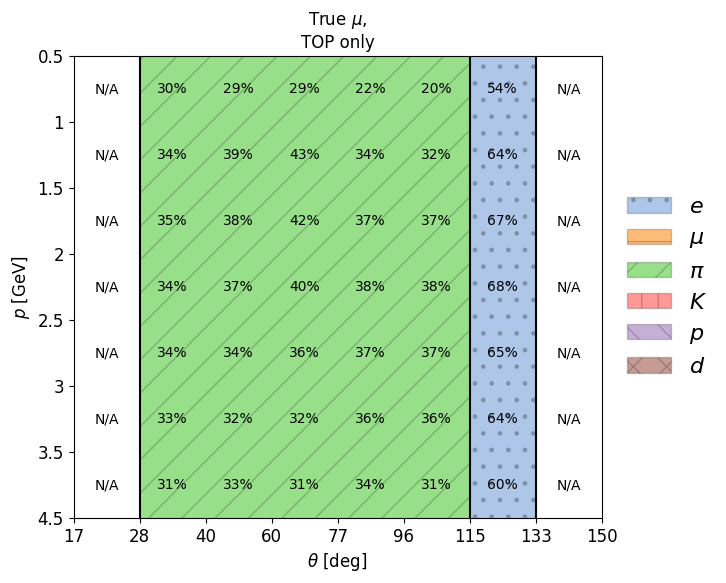 True μ,
TOP only
0.5
N/A 30% 29% 29% 22% 20% 54% N/A
1
N/A 34% 39% 43% 34% 32% 64% N/A
1.5
N/A 35% 38% 42% 37% 37% 67% N/A
2
N/A 34% 37% 40% 38% 38% 68% N/A
2.5
N/A 34% 34% 36% 37% 37% 65% N/A
3
N/A 33% 32% 32% 36% 36% 64% N/A
3.5
4
N/A 31% 33% 31% 34% 31% 60% N/A
4.5
p [GeV]
17 28 40 60 77 96 115 133 150
θ [deg]
e
μ
π
K
p
d